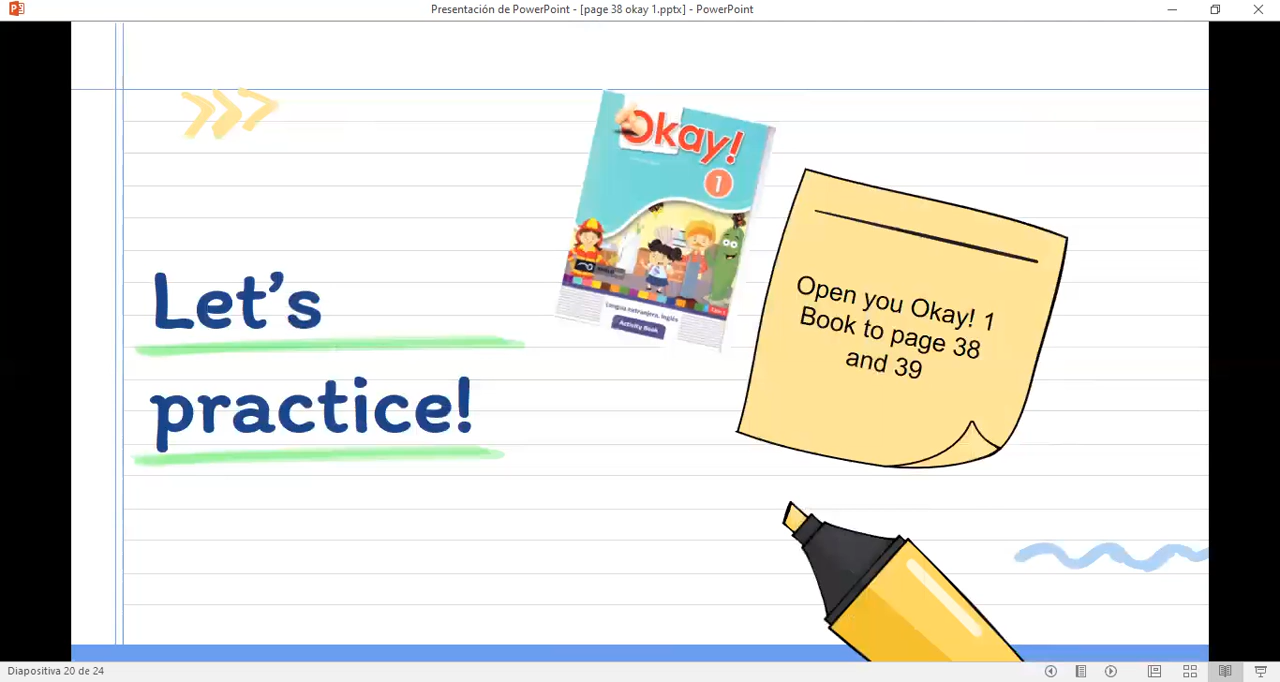 Presentación de PowerPoint - [page 38 okay 1.pptx] - PowerPoint
Okay!
1
Lengua extranjera. Inglés
Activity Book
Let's
practice!
Open you Okay! 1
Book to page 38
and 39
Diapositiva 20 de 24